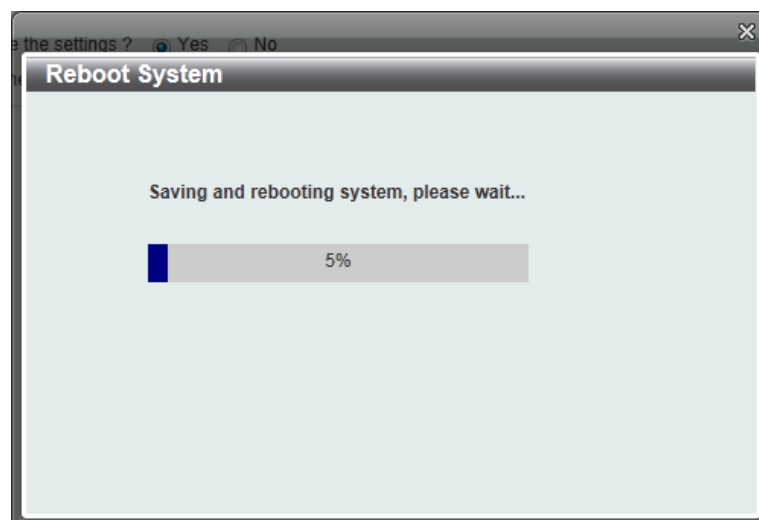 e the settings ? Yes No
Reboot System
Saving and rebooting system, please wait...
5%